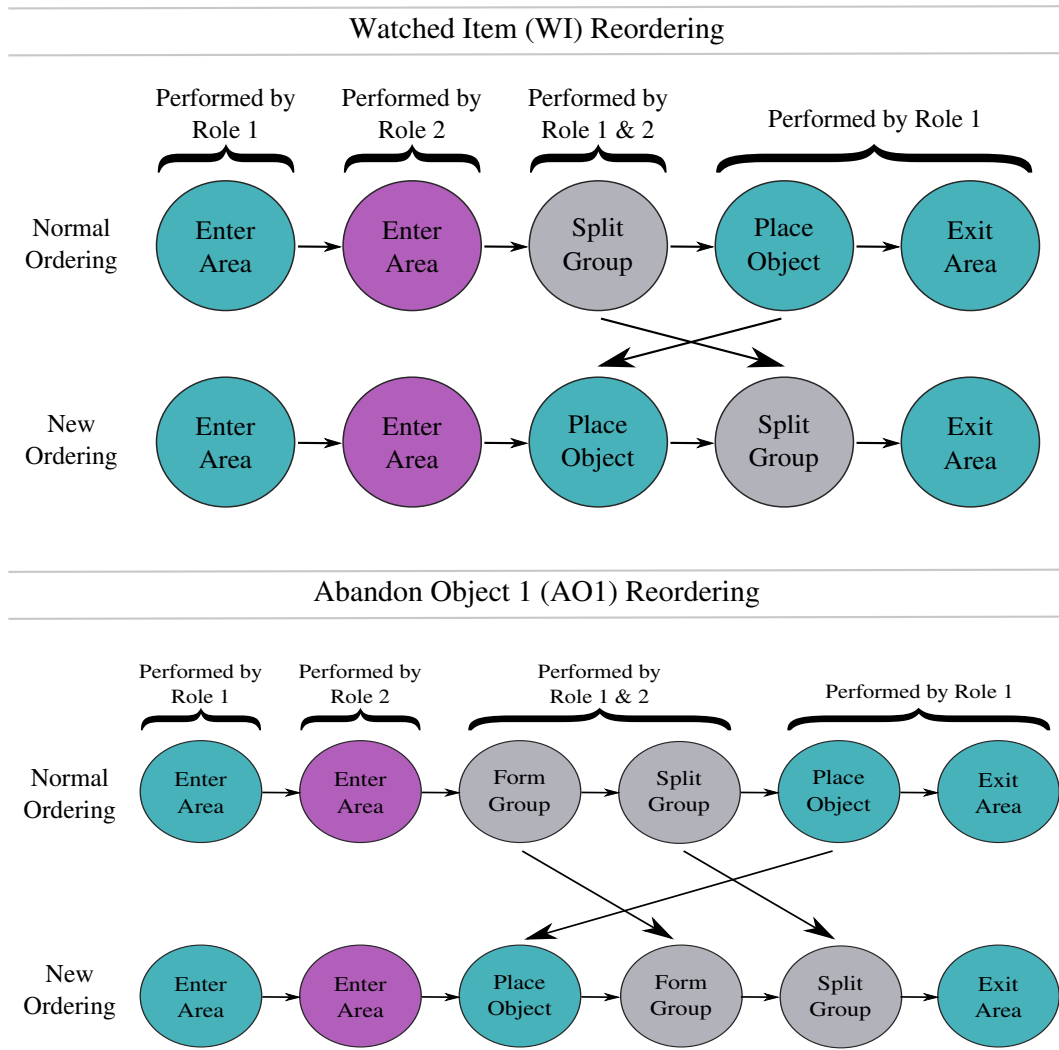 Watched Item (WI) Reordering
Performed by
Role 1
Performed by
Role 2
Performed by
Role 1 & 2
Performed by Role 1
Normal
Ordering
Enter
Area
Enter
Area
Split
Group
Place
Object
Exit
Area
New
Ordering
Enter
Area
Enter
Area
Place
Object
Split
Group
Exit
Area
Abandon Object 1 (AO1) Reordering
Performed by
Role 1
Performed by
Role 2
Performed by
Role 1 & 2
Performed by Role 1
Normal
Ordering
Enter
Area
Enter
Area
Form
Group
Split
Group
Place
Object
Exit
Area
New
Ordering
Enter
Area
Enter
Area
Place
Object
Form
Group
Split
Group
Exit
Area